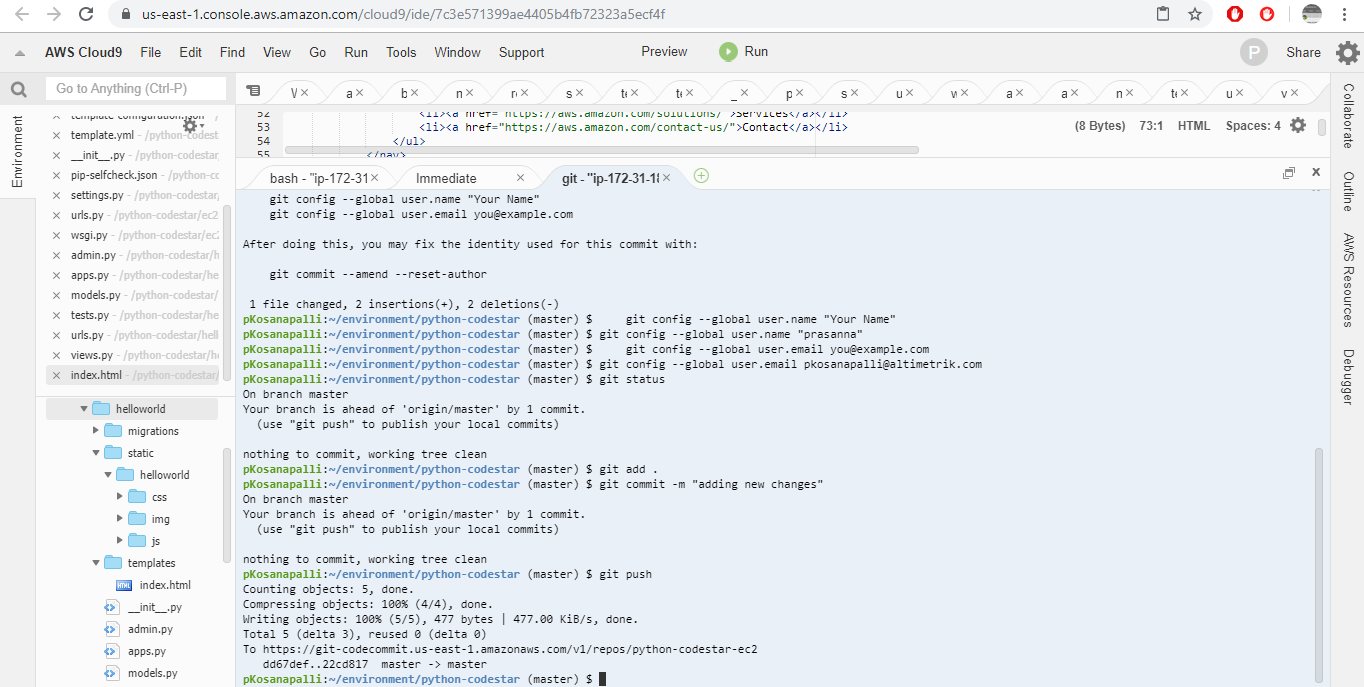 us-east-1.console.aws.amazon.com/cloud9/ide/7c3e571399ae4405b4fb72323a5ecf4f
AWS Cloud9 File Edit Find View Go Run Tools Window Support Preview Run P Share
Go to Anything (Ctrl-P)
Environment
template.yml - /python-codest
__init__.py - /python-codestar,
pip-selfcheck.json - /python-cc
settings.py - /python-codestar,
urls.py - /python-codestar/ec2
wsgi.py - /python-codestar/ec2
admin.py - /python-codestar/h
apps.py - /python-codestar/he
models.py - /python-codestar/
tests.py - /python-codestar/he
urls.py - /python-codestar/hell
views.py - /python-codestar/he
index.html - /python-codestar/
helloworld
migrations
static
helloworld
css
img
js
templates
index.html
__init__.py
admin.py
apps.py
models.py
52 <li><a href="https://aws.amazon.com/solutions/">Services</a></li>
53 <li><a href="https://aws.amazon.com/contact-us/">Contact</a></li>
54 </ul>
55 </nav>
(8 Bytes) 73:1 HTML Spaces: 4
bash - "ip-172-31 Immediate git - "ip-172-31-18
git config --global user.name "Your Name"
git config --global user.email you@example.com
After doing this, you may fix the identity used for this commit with:
git commit --amend --reset-author
1 file changed, 2 insertions(+), 2 deletions(-)
pKosanapalli:~/environment/python-codestar (master) $     git config --global user.name "Your Name"
pKosanapalli:~/environment/python-codestar (master) $ git config --global user.name "prasanna"
pKosanapalli:~/environment/python-codestar (master) $     git config --global user.email you@example.com
pKosanapalli:~/environment/python-codestar (master) $ git config --global user.email pkosanapalli@altimetrik.com
pKosanapalli:~/environment/python-codestar (master) $ git status
On branch master
Your branch is ahead of 'origin/master' by 1 commit.
(use "git push" to publish your local commits)
nothing to commit, working tree clean
pKosanapalli:~/environment/python-codestar (master) $ git add .
pKosanapalli:~/environment/python-codestar (master) $ git commit -m "adding new changes"
On branch master
Your branch is ahead of 'origin/master' by 1 commit.
(use "git push" to publish your local commits)
nothing to commit, working tree clean
pKosanapalli:~/environment/python-codestar (master) $ git push
Counting objects: 5, done.
Compressing objects: 100% (4/4), done.
Writing objects: 100% (5/5), 477 bytes | 477.00 KiB/s, done.
Total 5 (delta 3), reused 0 (delta 0)
To https://git-codecommit.us-east-1.amazonaws.com/v1/repos/python-codestar-ec2
dd67def..22cd817  master -> master
pKosanapalli:~/environment/python-codestar (master) $
Collaborate
Outline
AWS Resources
Debugger